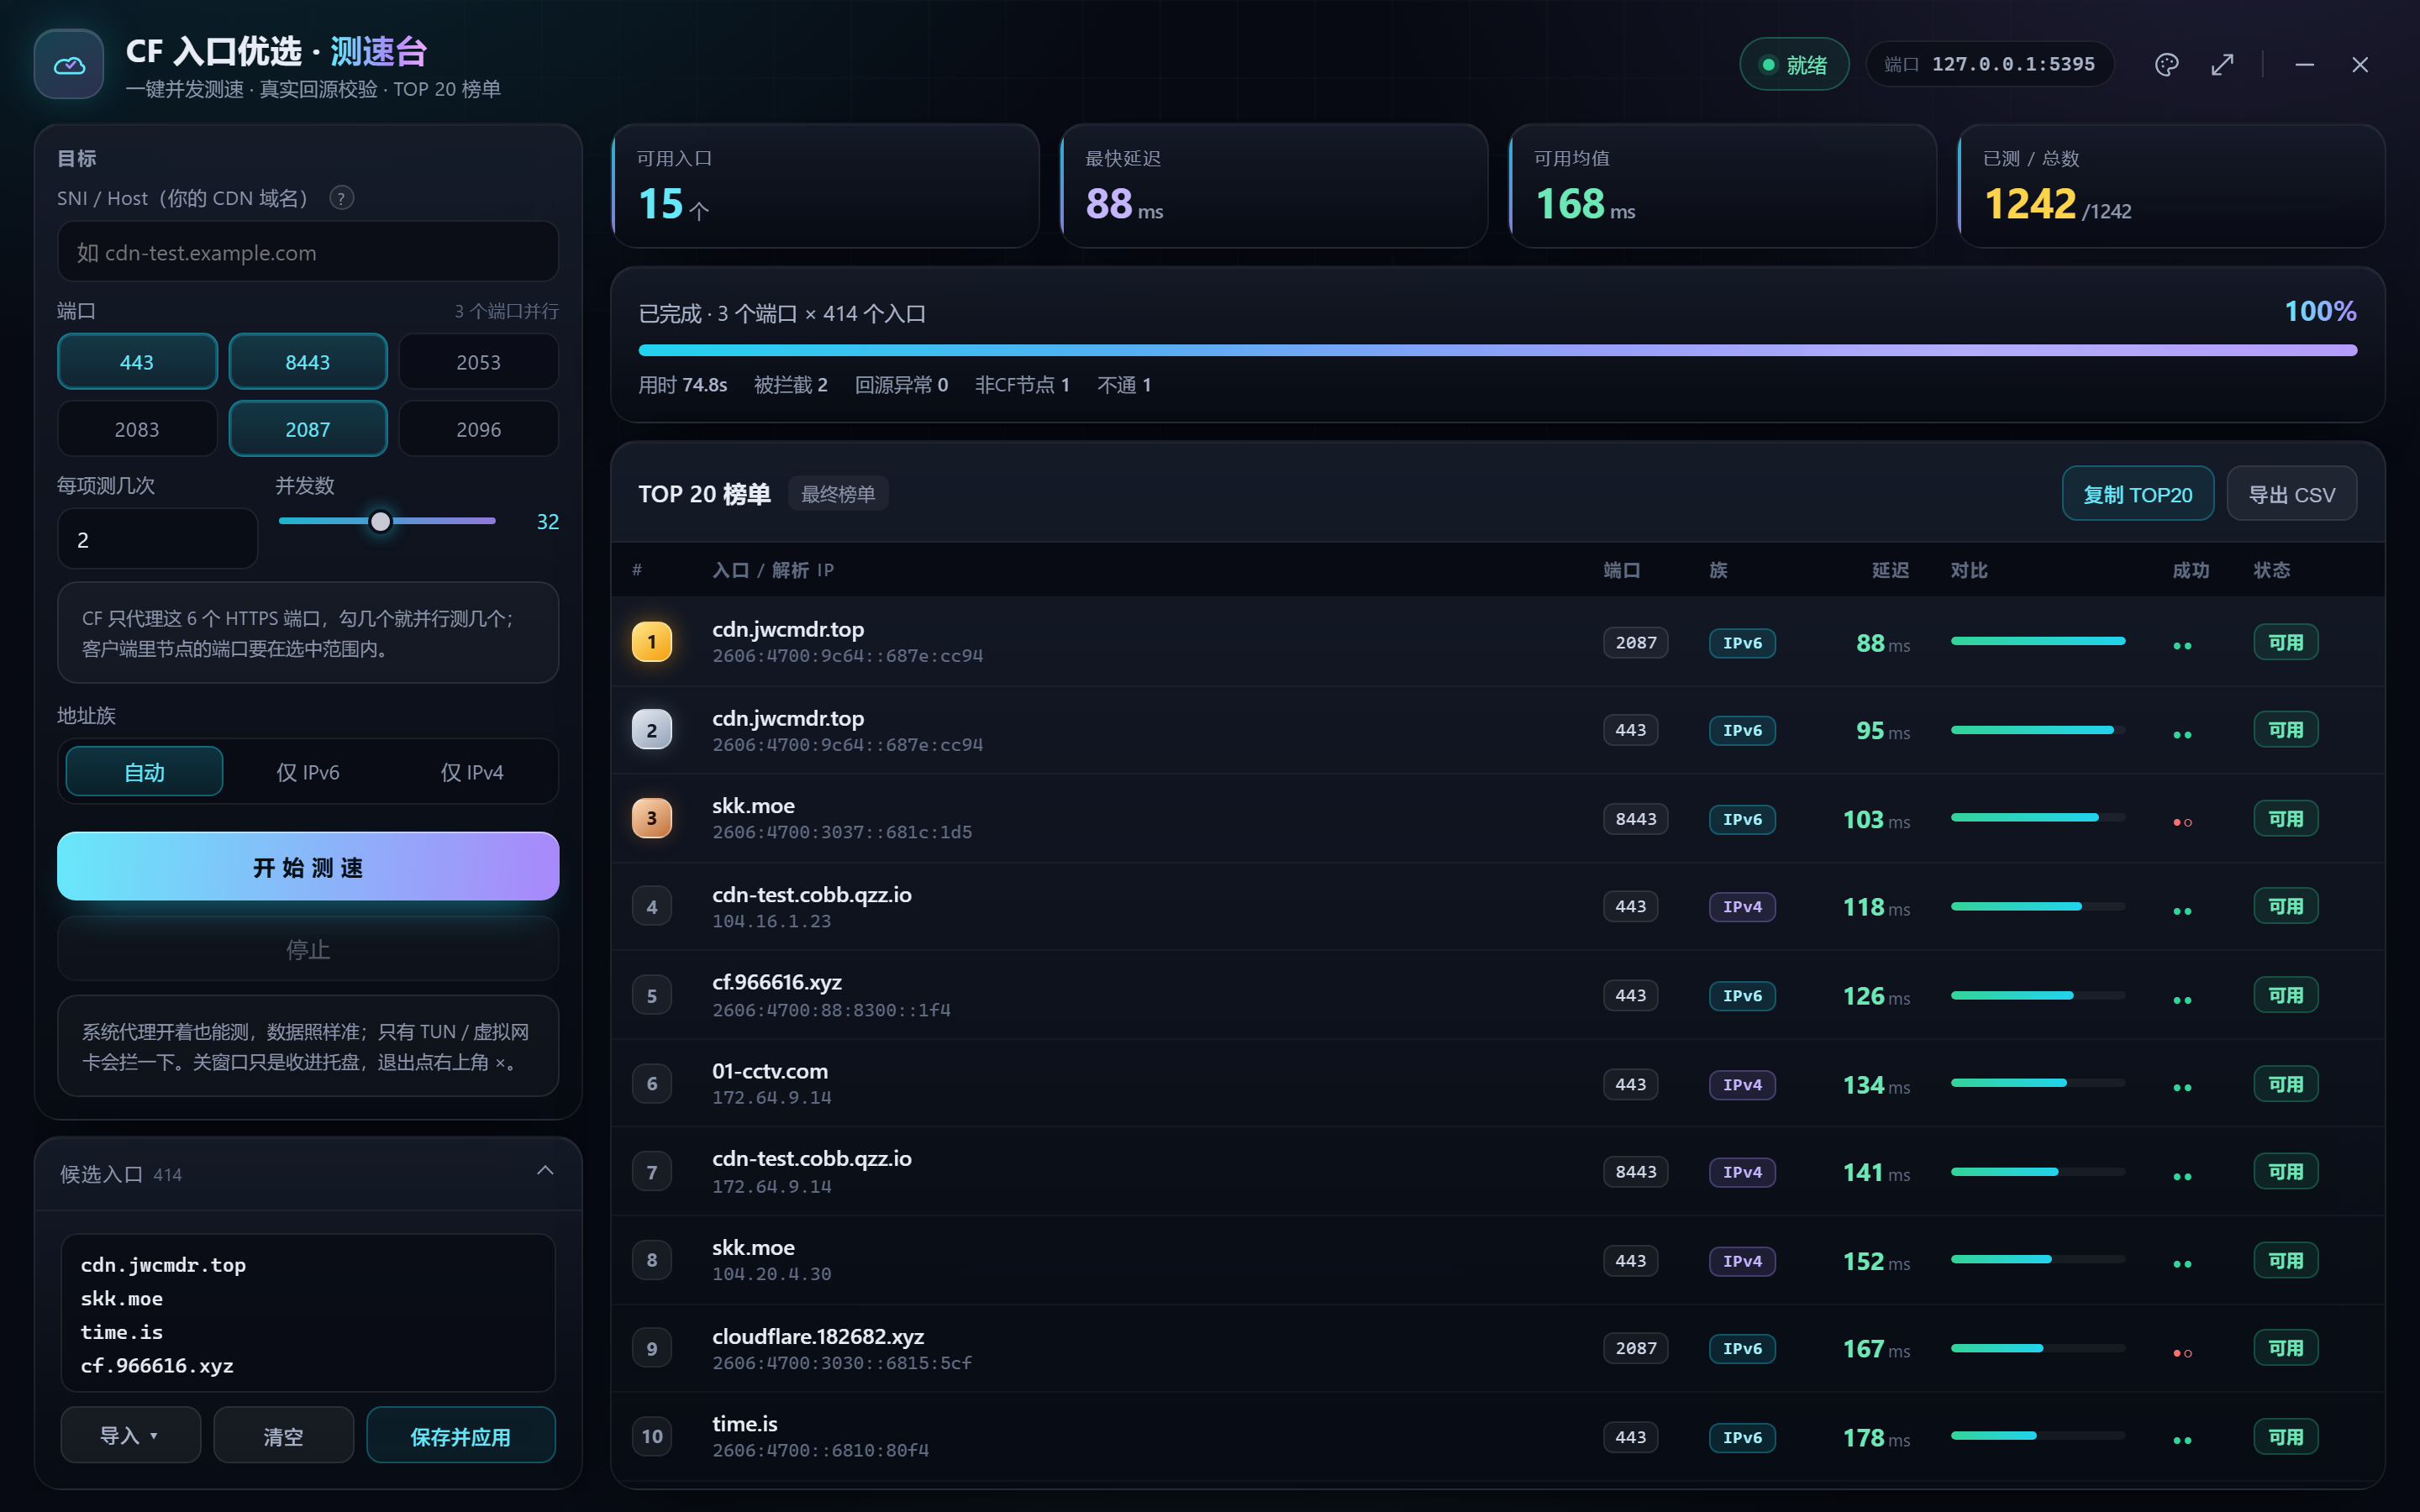 CF 入口优选 · 测速台
一键并发测速 · 真实回源校验 · TOP 20 榜单
就绪
端口 127.0.0.1:5395
目标
SNI / Host（你的 CDN 域名） ?
如 cdn-test.example.com
端口 3 个端口并行
443 8443 2053
2083 2087 2096
每项测几次 并发数
2 32
CF 只代理这 6 个 HTTPS 端口，勾几个就并行测几个；
客户端里节点的端口要在选中范围内。
地址族
自动 仅 IPv6 仅 IPv4
开始测速
停止
系统代理开着也能测，数据照样准；只有 TUN / 虚拟网
卡会拦一下。关窗口只是收进托盘，退出点右上角 ×。
候选入口 414
cdn.jwcmdr.top
skk.moe
time.is
cf.966616.xyz
导入 ▾ 清空 保存并应用
可用入口
15 个
最快延迟
88 ms
可用均值
168 ms
已测 / 总数
1242 /1242
已完成 · 3 个端口 × 414 个入口 100%
用时 74.8s 被拦截 2 回源异常 0 非CF节点 1 不通 1
TOP 20 榜单 最终榜单 复制 TOP20 导出 CSV
# 入口 / 解析 IP 端口 族 延迟 对比 成功 状态
1 cdn.jwcmdr.top 2087 IPv6 88 ms 可用
2606:4700:9c64::687e:cc94
2 cdn.jwcmdr.top 443 IPv6 95 ms 可用
2606:4700:9c64::687e:cc94
3 skk.moe 8443 IPv6 103 ms 可用
2606:4700:3037::681c:1d5
4 cdn-test.cobb.qzz.io 443 IPv4 118 ms 可用
104.16.1.23
5 cf.966616.xyz 443 IPv6 126 ms 可用
2606:4700:88:8300::1f4
6 01-cctv.com 443 IPv4 134 ms 可用
172.64.9.14
7 cdn-test.cobb.qzz.io 8443 IPv4 141 ms 可用
172.64.9.14
8 skk.moe 443 IPv4 152 ms 可用
104.20.4.30
9 cloudflare.182682.xyz 2087 IPv6 167 ms 可用
2606:4700:3030::6815:5cf
10 time.is 443 IPv6 178 ms 可用
2606:4700::6810:80f4